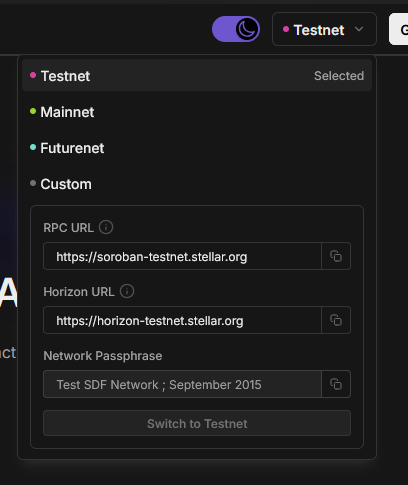 Testnet
G
Testnet Selected
Mainnet
Futurenet
Custom
RPC URL
https://soroban-testnet.stellar.org
Horizon URL
https://horizon-testnet.stellar.org
Network Passphrase
Test SDF Network ; September 2015
Switch to Testnet
A
act